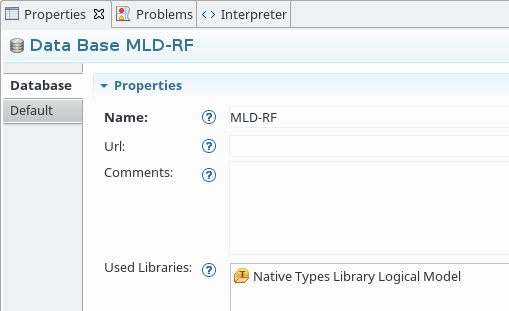 Properties Problems Interpreter
Data Base MLD-RF
Database
Default
Properties
Name: MLD-RF
Url:
Comments:
Used Libraries: Native Types Library Logical Model